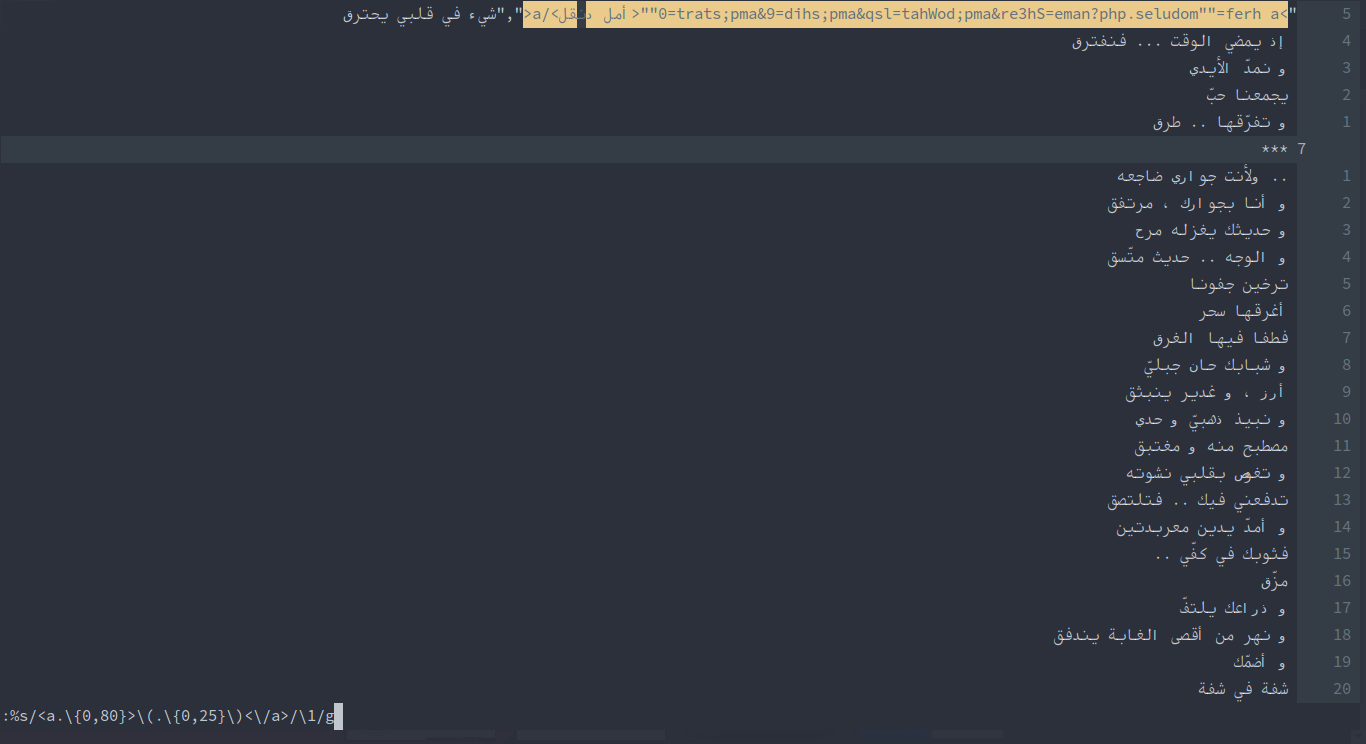 5 "<a href=""modules.php?name=Sh3er&amp;doWhat=lsq&amp;shid=9&amp;start=0"">أمل دنقل</a>","شيء في قلبي يحترق
4 إذ يمضي الوقت ... فنفترق
3 و نمدّ الأيدي
2 يجمعنا حبّ
1 و تفرّقها .. طرق
7 ***
1 .. ولأنت جواري ضاجعه
2 و أنا بجوارك ، مرتفق
3 و حديثك يغزله مرح
4 و الوجه .. حديث متّسق
5 ترخين جفونا
6 أغرقها سحر
7 فطفا فيها الغرق
8 و شبابك حان جبليّ
9 أرز ، و غدير ينبثق
10 و نبيذ ذهبيّ و حدي
11 مصطبح منه و مغتبق
12 و تغوص بقلبي نشوته
13 تدفعني فيك .. فتلتصق
14 و أمدّ يدين معربدتين
15 فثوبك في كفّي ..
16 مزّق
17 و ذراعك يلتفّ
18 و نهر من أقصى الغابة يندفق
19 و أضمّك
20 شفة في شفة
:%s/<a.\{0,80}>\(.\{0,25}\)<\/a>/\1/g